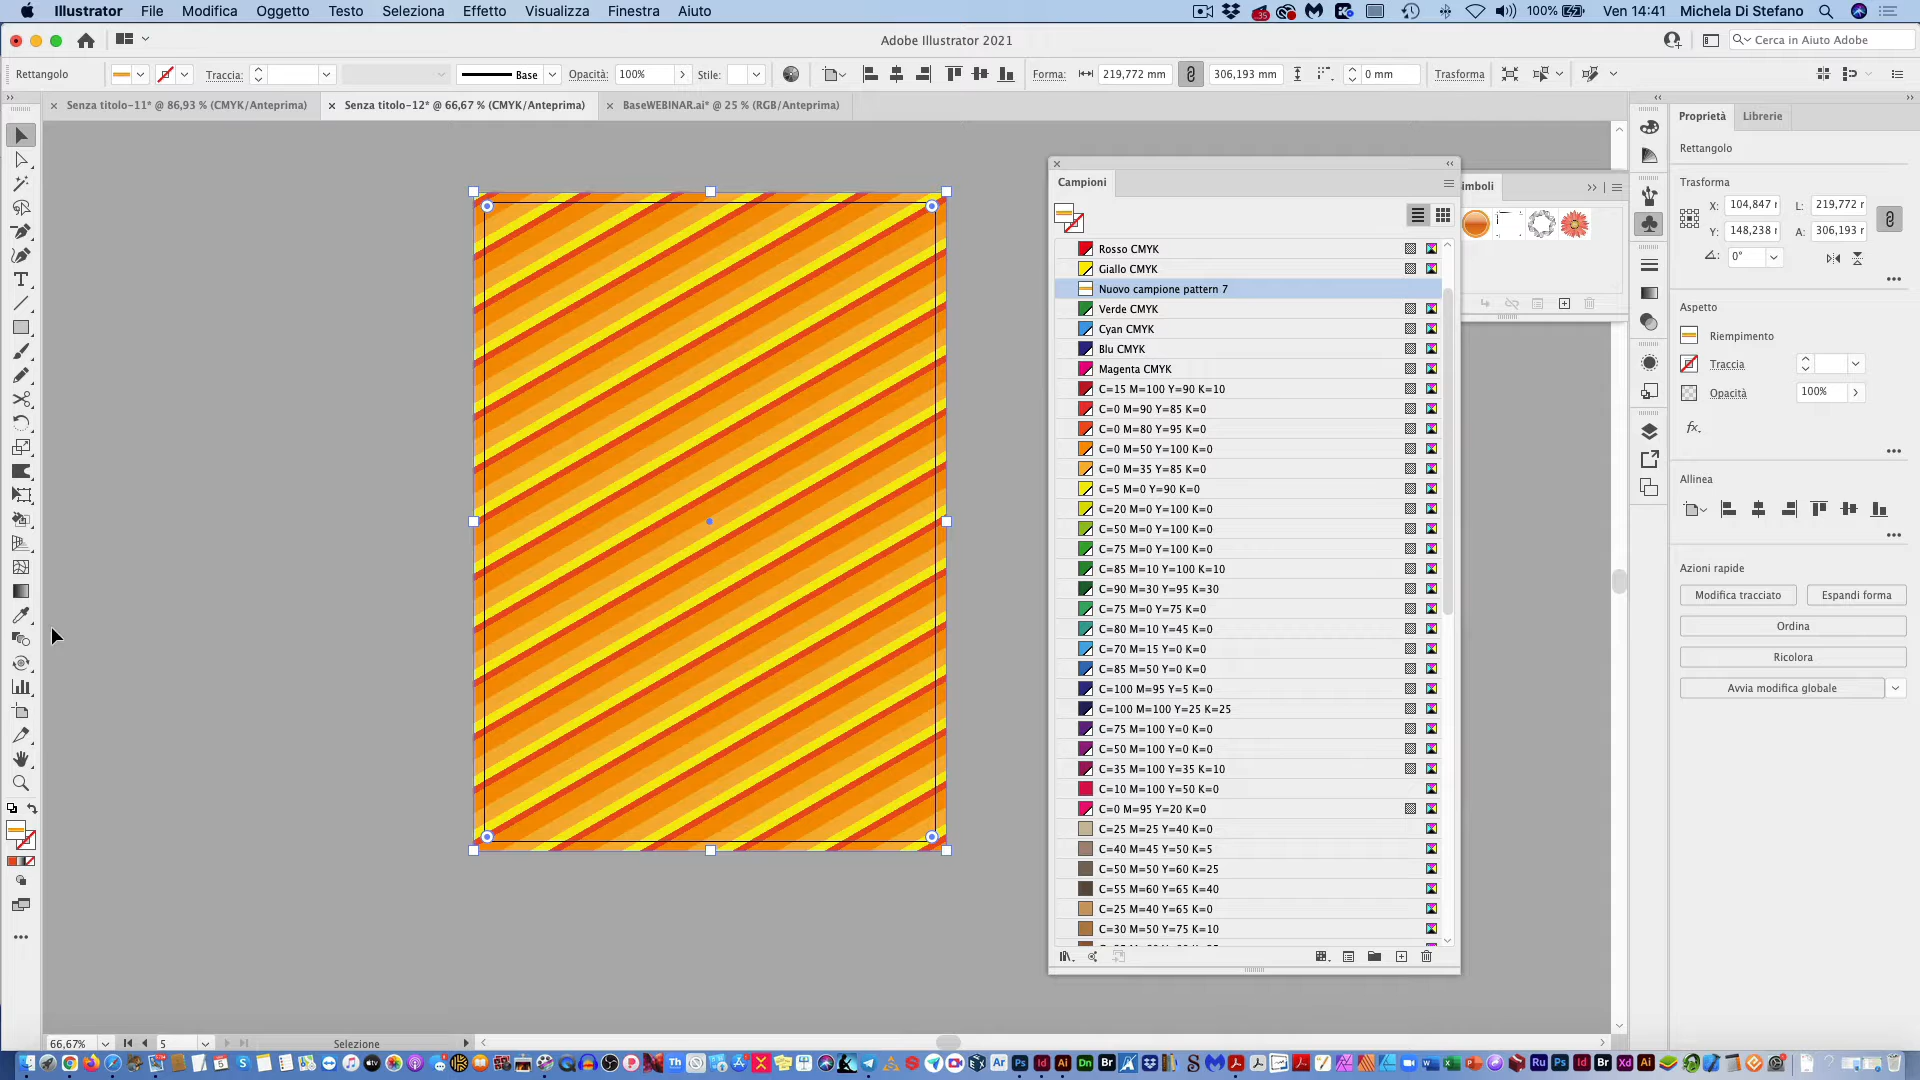 Illustrator File Modifica Oggetto Testo Seleziona Effetto Visualizza Finestra Aiuto
35
100% Ven 14:41 Michela Di Stefano
Adobe Illustrator 2021
Cerca in Aiuto Adobe
Rettangolo
Traccia:
Base
Opacità: 100%
Stile:
Forma: 219,772 mm 306,193 mm 0 mm
Trasforma
Senza titolo-11* @ 86,93 % (CMYK/Anteprima)
Senza titolo-12* @ 66,67 % (CMYK/Anteprima)
BaseWEBINAR.ai* @ 25 % (RGB/Anteprima)
Campioni
imboli
Rosso CMYK
Giallo CMYK
Nuovo campione pattern 7
Verde CMYK
Cyan CMYK
Blu CMYK
Magenta CMYK
C=15 M=100 Y=90 K=10
C=0 M=90 Y=85 K=0
C=0 M=80 Y=95 K=0
C=0 M=50 Y=100 K=0
C=0 M=35 Y=85 K=0
C=5 M=0 Y=90 K=0
C=20 M=0 Y=100 K=0
C=50 M=0 Y=100 K=0
C=75 M=0 Y=100 K=0
C=85 M=10 Y=100 K=10
C=90 M=30 Y=95 K=30
C=75 M=0 Y=75 K=0
C=80 M=10 Y=45 K=0
C=70 M=15 Y=0 K=0
C=85 M=50 Y=0 K=0
C=100 M=95 Y=5 K=0
C=100 M=100 Y=25 K=25
C=75 M=100 Y=0 K=0
C=50 M=100 Y=0 K=0
C=35 M=100 Y=35 K=10
C=10 M=100 Y=50 K=0
C=0 M=95 Y=20 K=0
C=25 M=25 Y=40 K=0
C=40 M=45 Y=50 K=5
C=50 M=50 Y=60 K=25
C=55 M=60 Y=65 K=40
C=25 M=40 Y=65 K=0
C=30 M=50 Y=75 K=10
Proprietà Librerie
Rettangolo
Trasforma
X: 104,847 r L: 219,772 r
Y: 148,238 r A: 306,193 r
0°
Aspetto
Riempimento
Traccia
Opacità 100%
fx.
Allinea
Azioni rapide
Modifica tracciato Espandi forma
Ordina
Ricolora
Avvia modifica globale
66,67% 5 Selezione